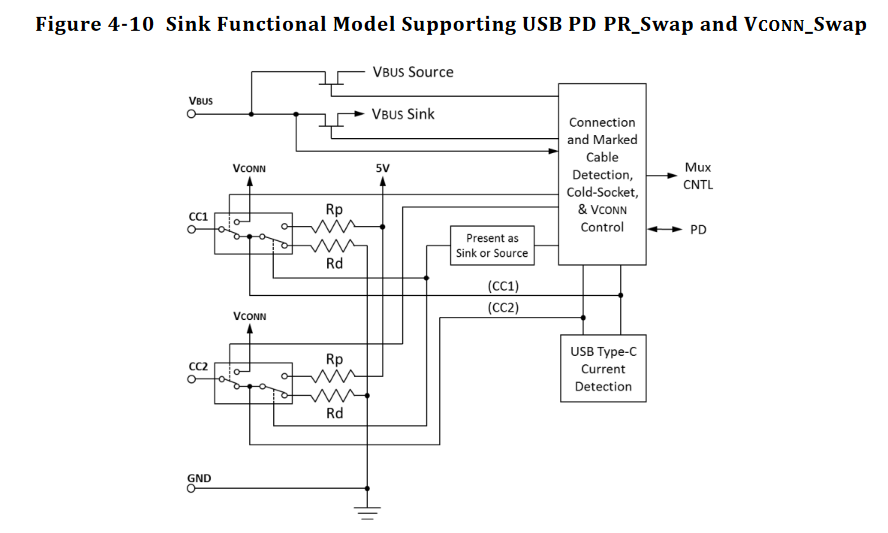 Figure 4-10 Sink Functional Model Supporting USB PD PR_Swap and VCONN_Swap
VBUS Source
VBUS
VBUS Sink
Connection
and Marked
Cable
Detection,
Cold-Socket,
& VCONN
Control
Mux
CNTL
PD
VCONN
5V
CC1
Rp
Rd
Present as
Sink or Source
(CC1)
(CC2)
VCONN
CC2
Rp
Rd
USB Type-C
Current
Detection
GND